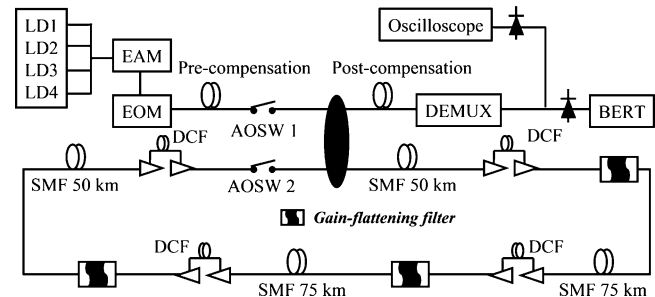 LD1
LD2
LD3
LD4
EAM
EOM
Pre-compensation
AOSW 1
Oscilloscope
Post-compensation
DEMUX
BERT
DCF
SMF 50 km
AOSW 2
SMF 50 km
DCF
Gain-flattening filter
DCF
SMF 75 km
DCF
SMF 75 km